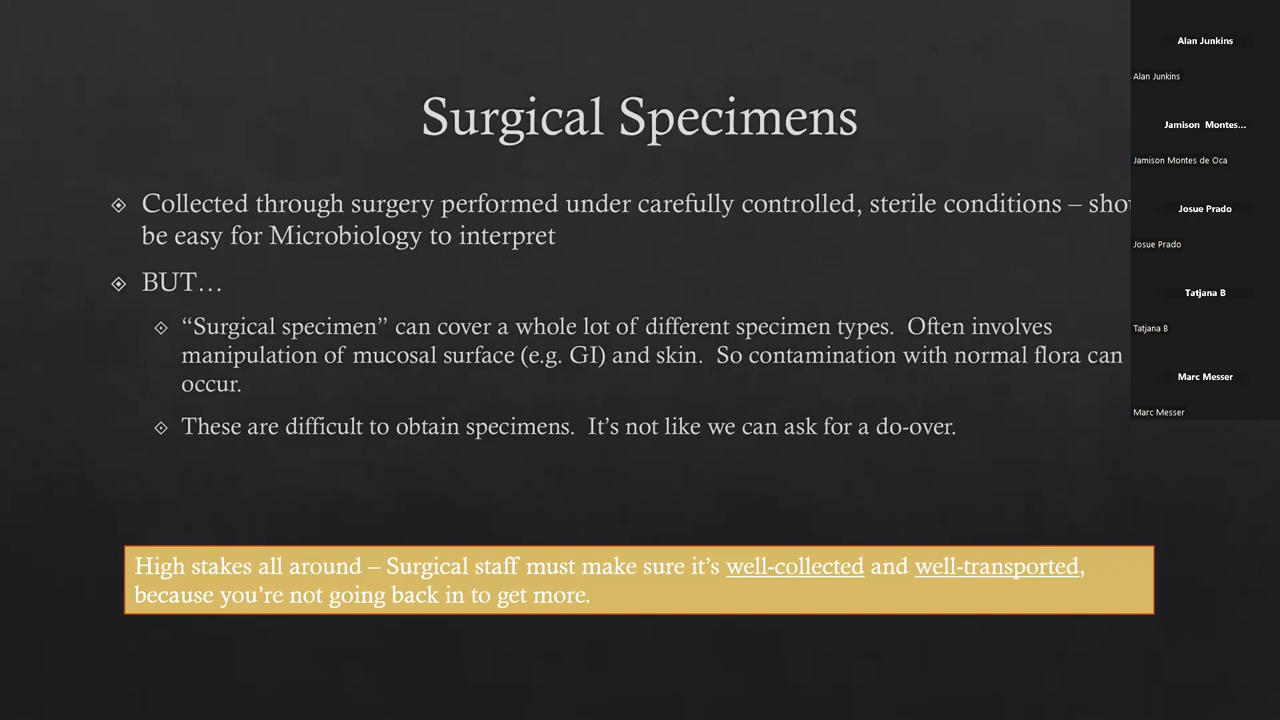 Surgical Specimens
Collected through surgery performed under carefully controlled, sterile conditions –
be easy for Microbiology to interpret
BUT…
“Surgical specimen” can cover a whole lot of different specimen types. Often involves
manipulation of mucosal surface (e.g. GI) and skin. So contamination with normal flora can
occur.
These are difficult to obtain specimens. It’s not like we can ask for a do-over.
High stakes all around – Surgical staff must make sure it’s well-collected and well-transported,
because you’re not going back in to get more.
Alan Junkins
Alan Junkins
Jamison Montes...
Jamison Montes de Oca
Josue Prado
Josue Prado
Tatjana B
Tatjana B
Marc Messer
Marc Messer